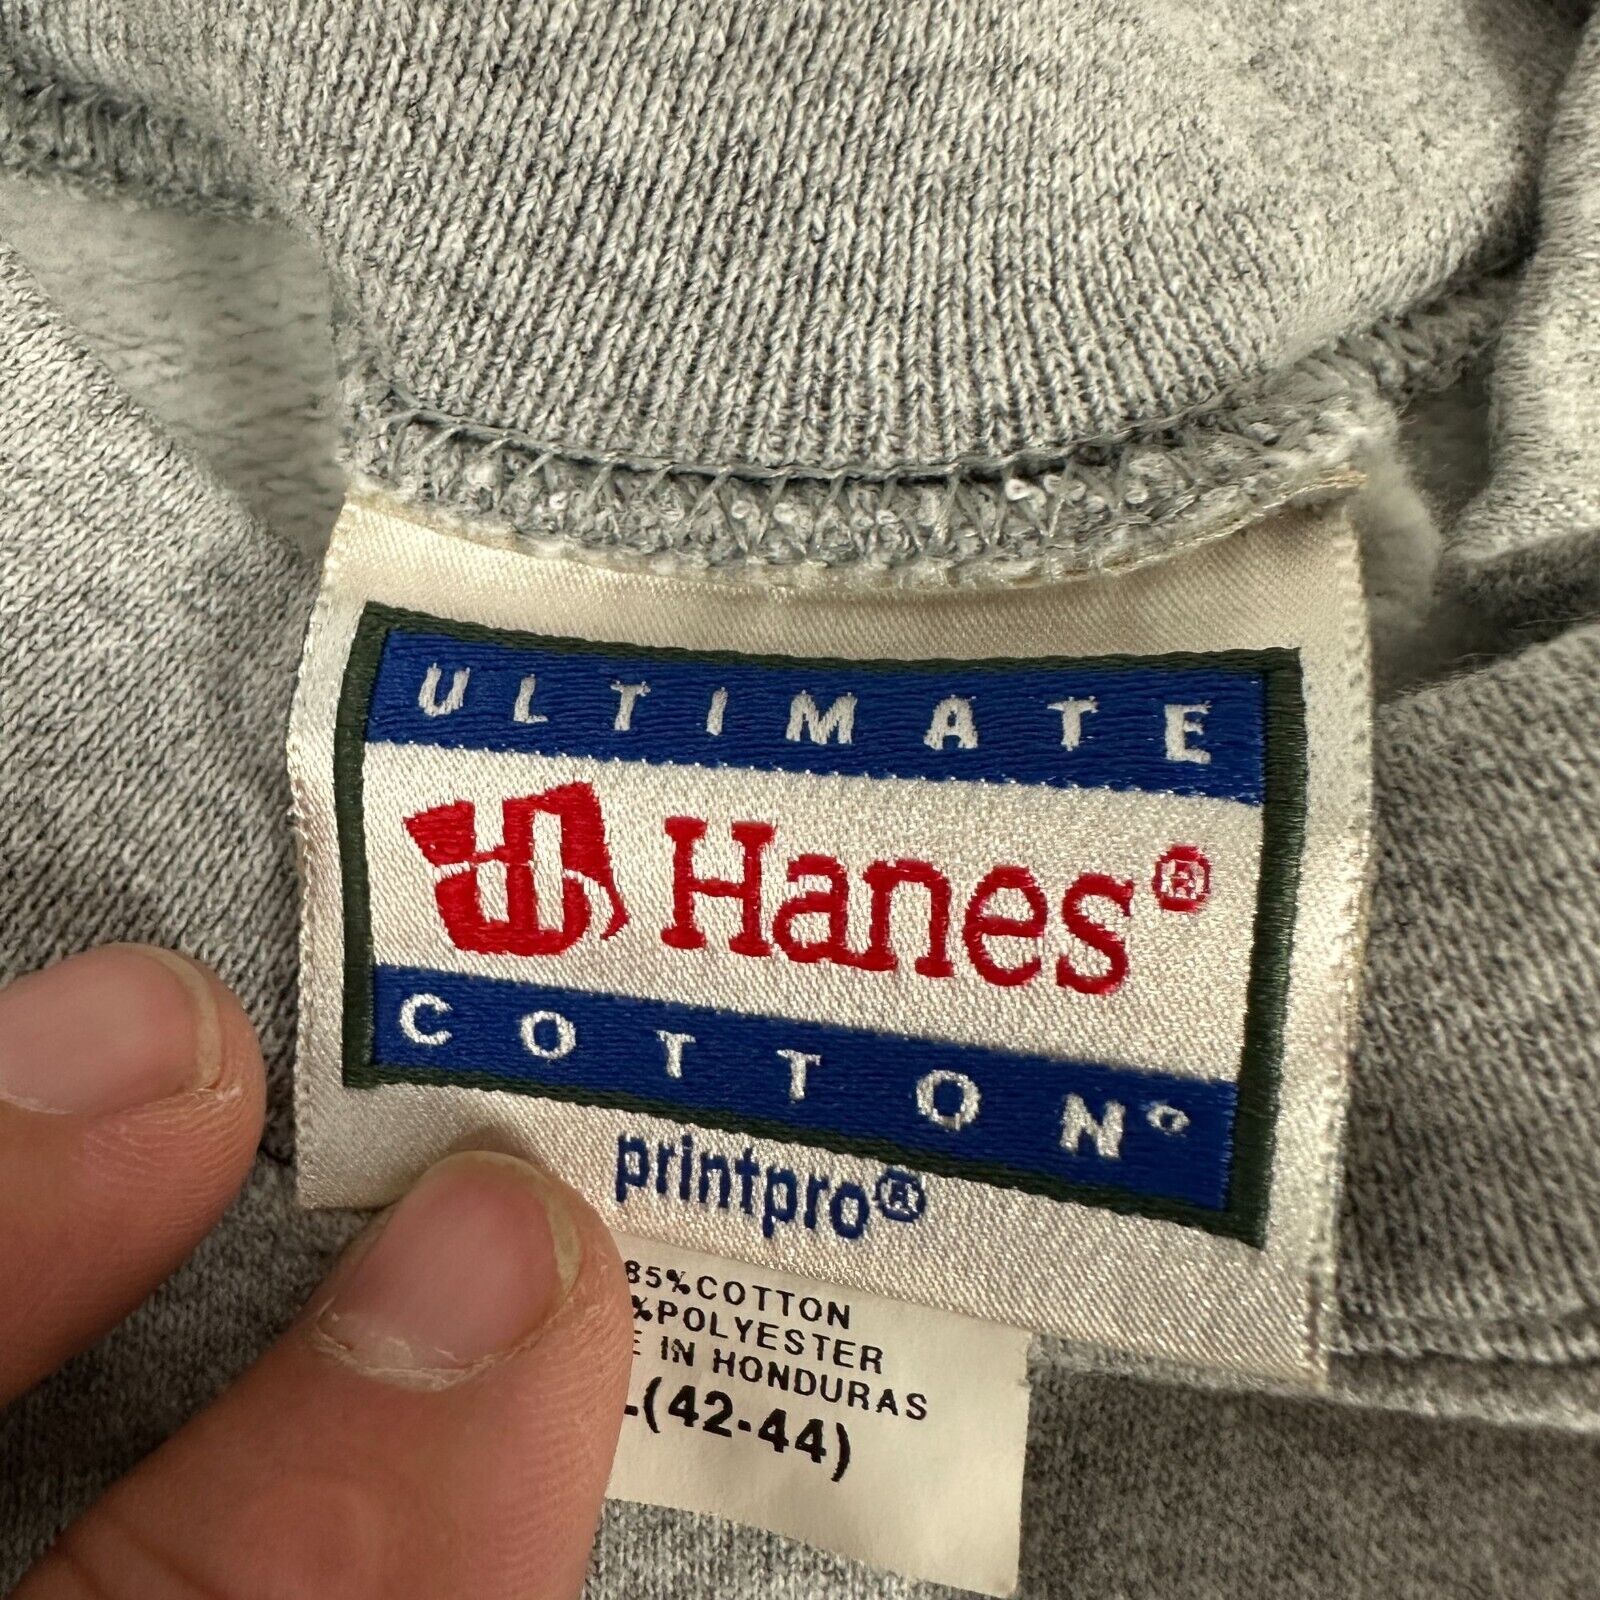 ULTIMATE
Hanes®
COTTON
printpro®
85%COTTON
%POLYESTER
IN HONDURAS
(42-44)